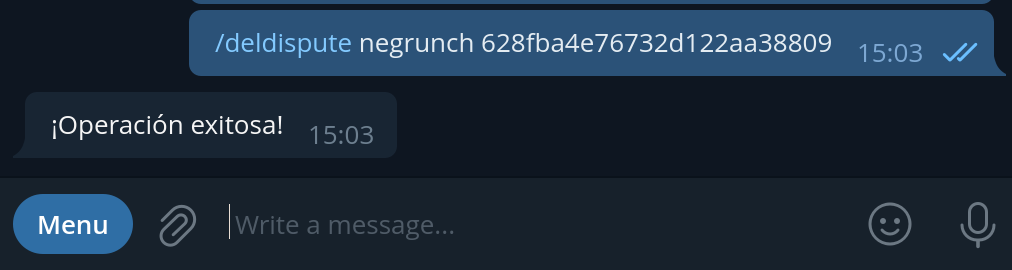 /deldispute negrunch 628fba4e76732d122aa38809 15:03
¡Operación exitosa! 15:03
Menu Write a message...